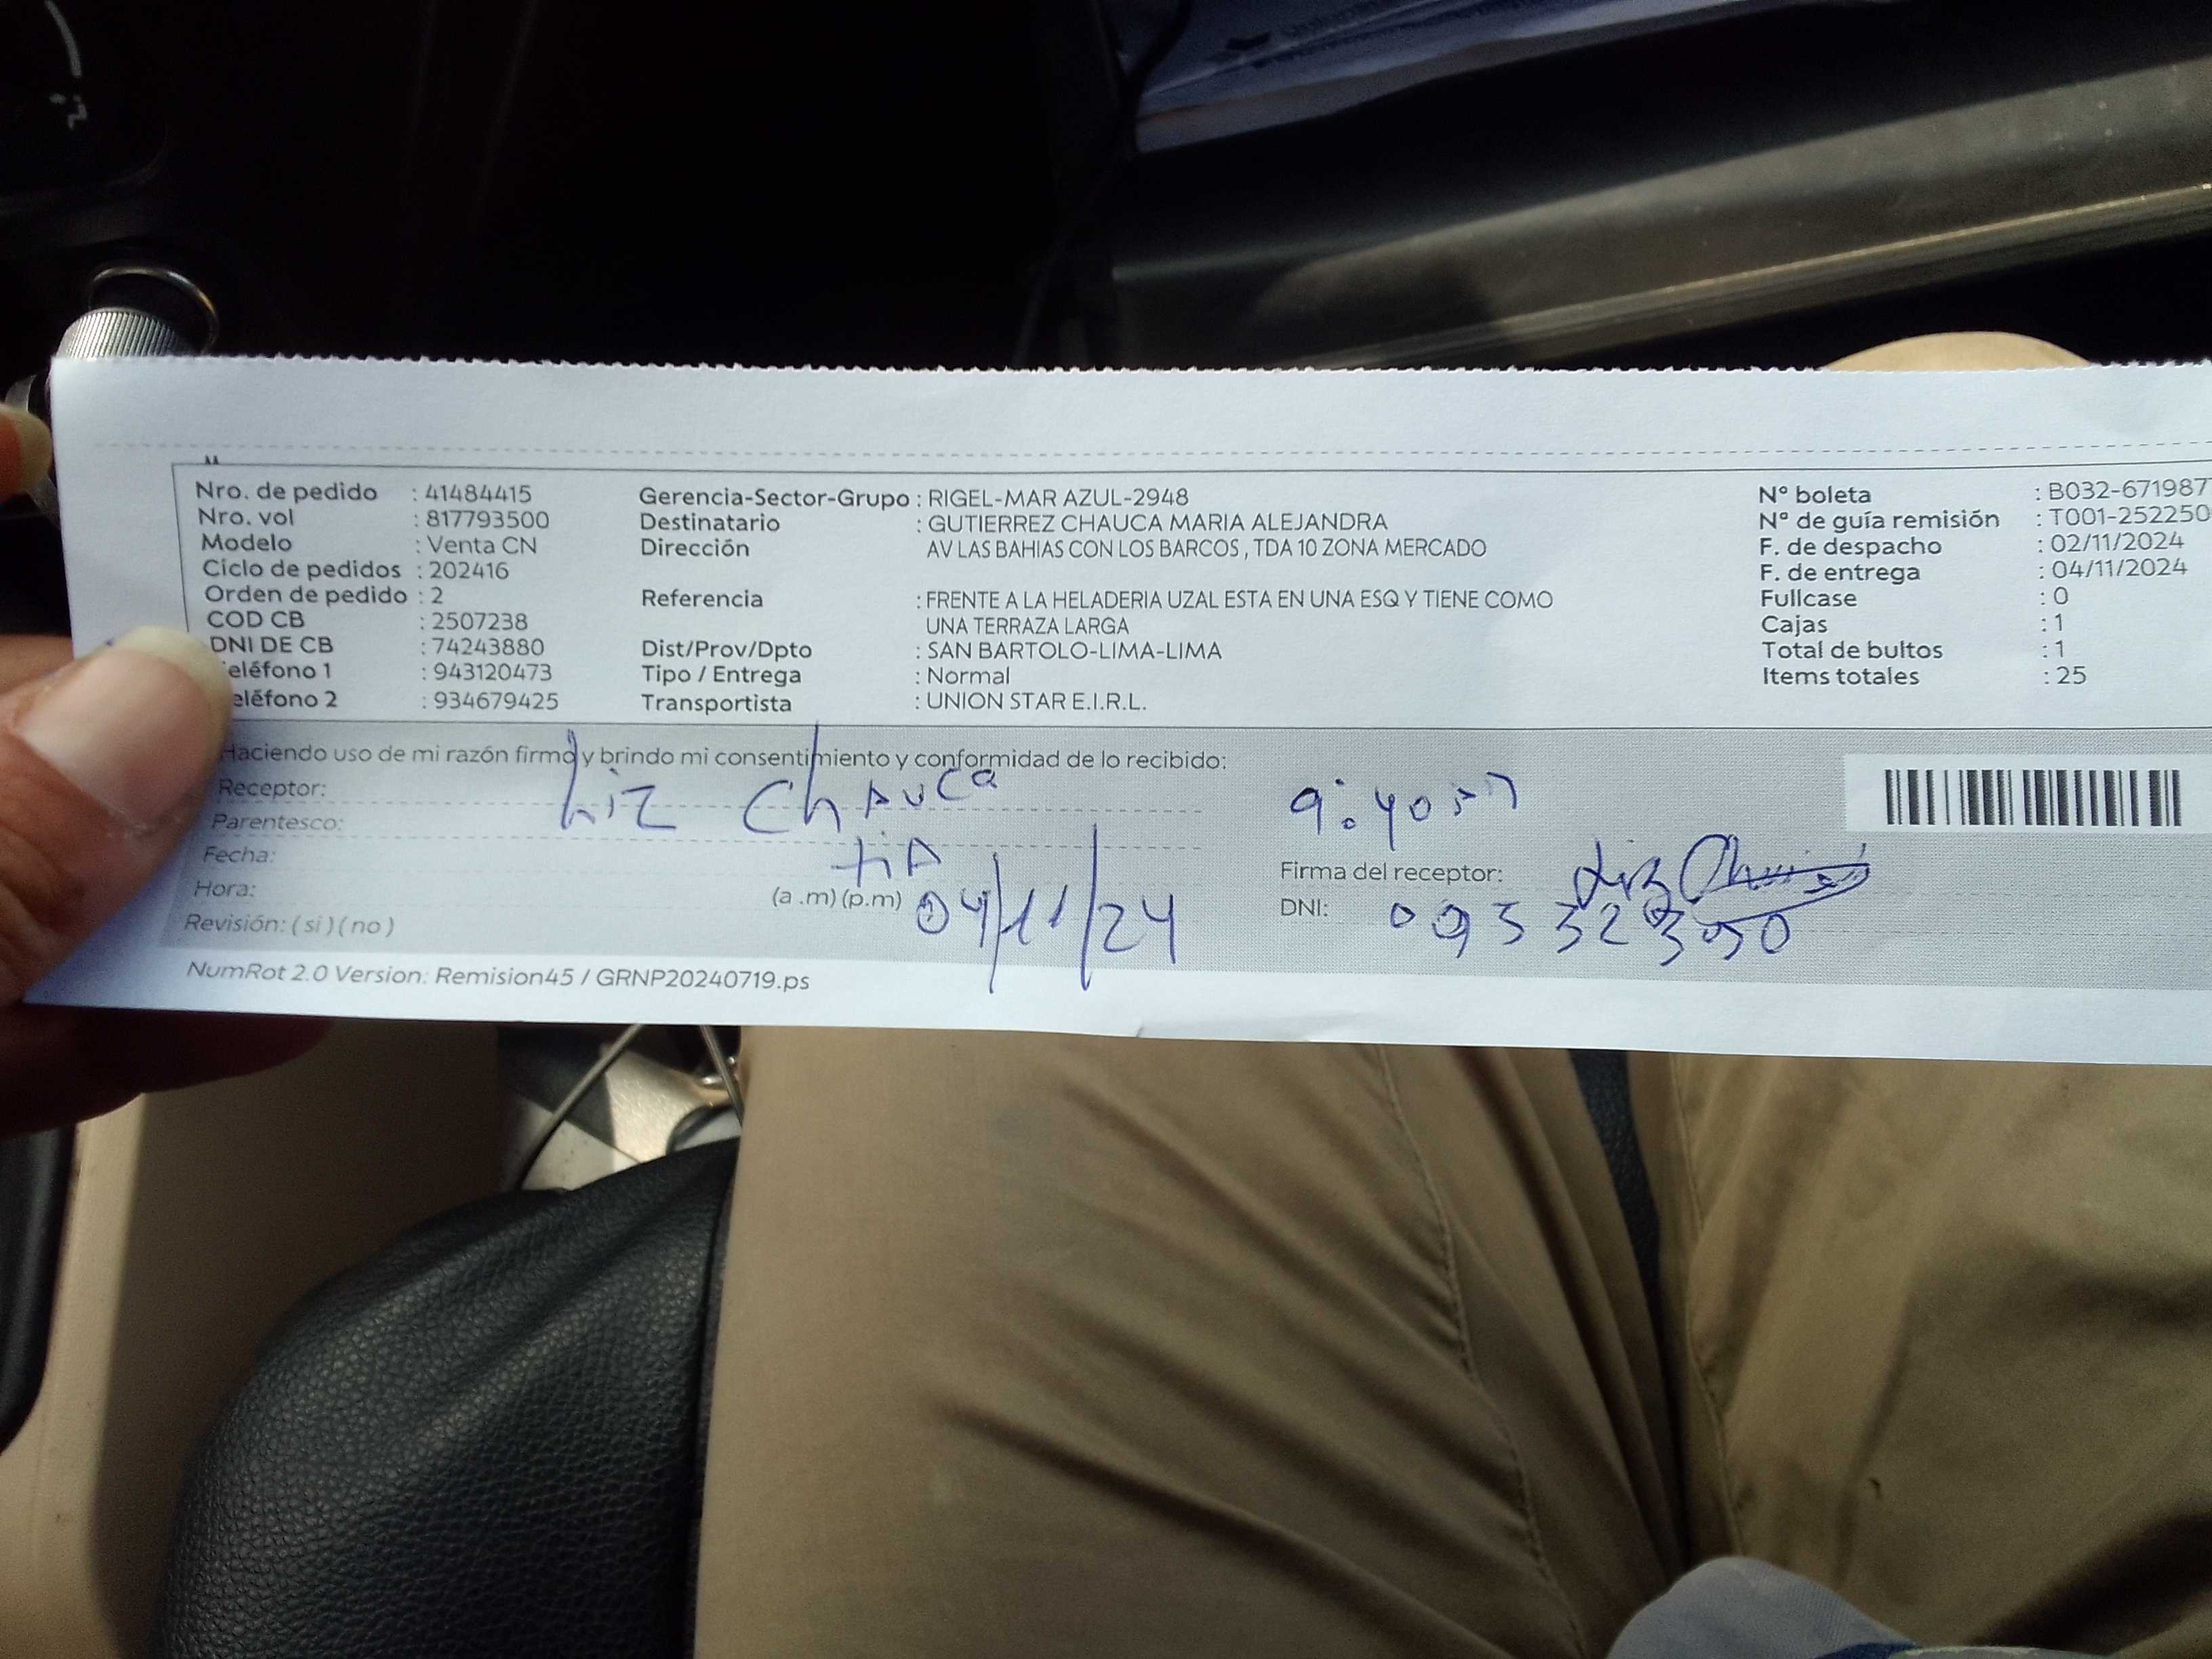 Nro. de pedido : 41484415 Gerencia-Sector-Grupo : RIGEL-MAR AZUL-2948 N° boleta : B032-671987
Nro. vol : 817793500 Destinatario : GUTIERREZ CHAUCA MARIA ALEJANDRA N° de guía remisión : T001-252250
Modelo : Venta CN Dirección AV LAS BAHIAS CON LOS BARCOS , TDA 10 ZONA MERCADO F. de despacho : 02/11/2024
Ciclo de pedidos : 202416 F. de entrega : 04/11/2024
Orden de pedido : 2 Referencia : FRENTE A LA HELADERIA UZAL ESTA EN UNA ESQ Y TIENE COMO Fullcase : 0
COD CB : 2507238 UNA TERRAZA LARGA Cajas : 1
DNI DE CB : 74243880 Dist/Prov/Dpto : SAN BARTOLO-LIMA-LIMA Total de bultos : 1
eléfono 1 : 943120473 Tipo / Entrega : Normal Items totales : 25
eléfono 2 : 934679425 Transportista : UNION STAR E.I.R.L.
Haciendo uso de mi razón firmo y brindo mi consentimiento y conformidad de lo recibido:
Receptor: Liz Chauca
Parentesco: tiA
Fecha: 04/11/24
Hora: (a .m) (p.m)
Revisión: ( si ) ( no )
9:40
Firma del receptor: Liz
DNI:
NumRot 2.0 Version: Remision45 / GRNP20240719.ps